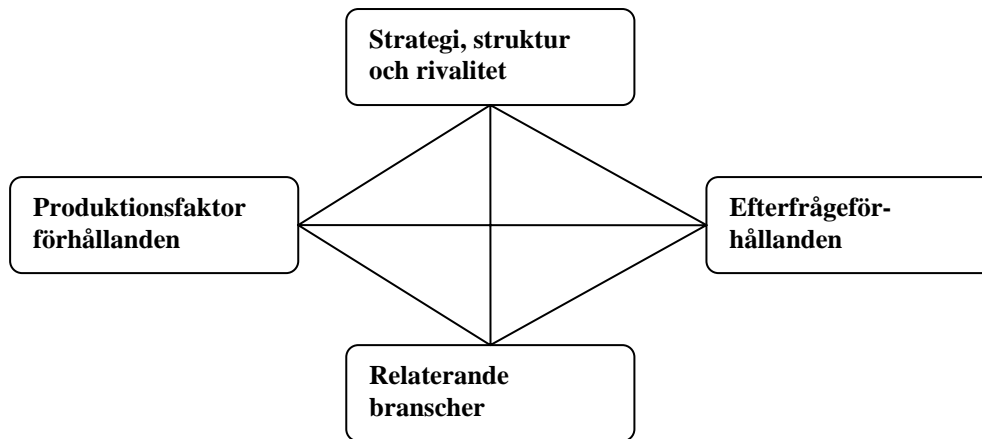 Strategi, struktur
och rivalitet
Produktionsfaktor
förhållanden
Efterfrågeför-
hållanden
Relaterande
branscher